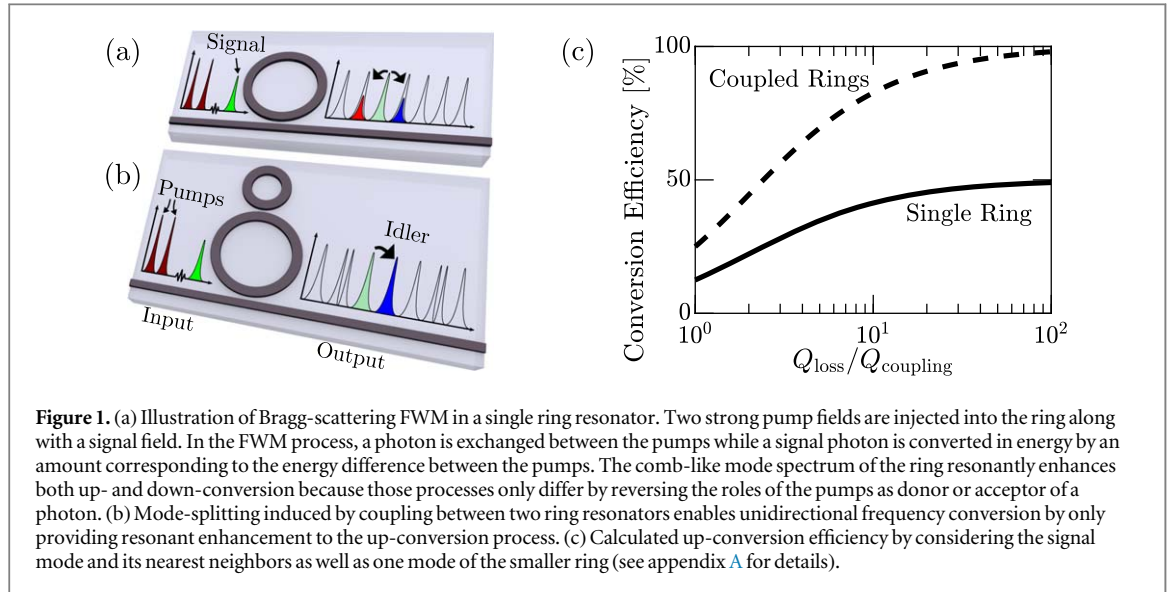 (a)
Signal
(b)
Pumps
Idler
Input
Output
(c)
Conversion Efficiency [%]
100
50
0
Coupled Rings
Single Ring
10^0
10^1
10^2
Q_loss/Q_coupling
Figure 1. (a) Illustration of Bragg-scattering FWM in a single ring resonator. Two strong pump fields are injected into the ring along
with a signal field. In the FWM process, a photon is exchanged between the pumps while a signal photon is converted in energy by an
amount corresponding to the energy difference between the pumps. The comb-like mode spectrum of the ring resonantly enhances
both up- and down-conversion because those processes only differ by reversing the roles of the pumps as donor or acceptor of a
photon. (b) Mode-splitting induced by coupling between two ring resonators enables unidirectional frequency conversion by only
providing resonant enhancement to the up-conversion process. (c) Calculated up-conversion efficiency by considering the signal
mode and its nearest neighbors as well as one mode of the smaller ring (see appendix A for details).